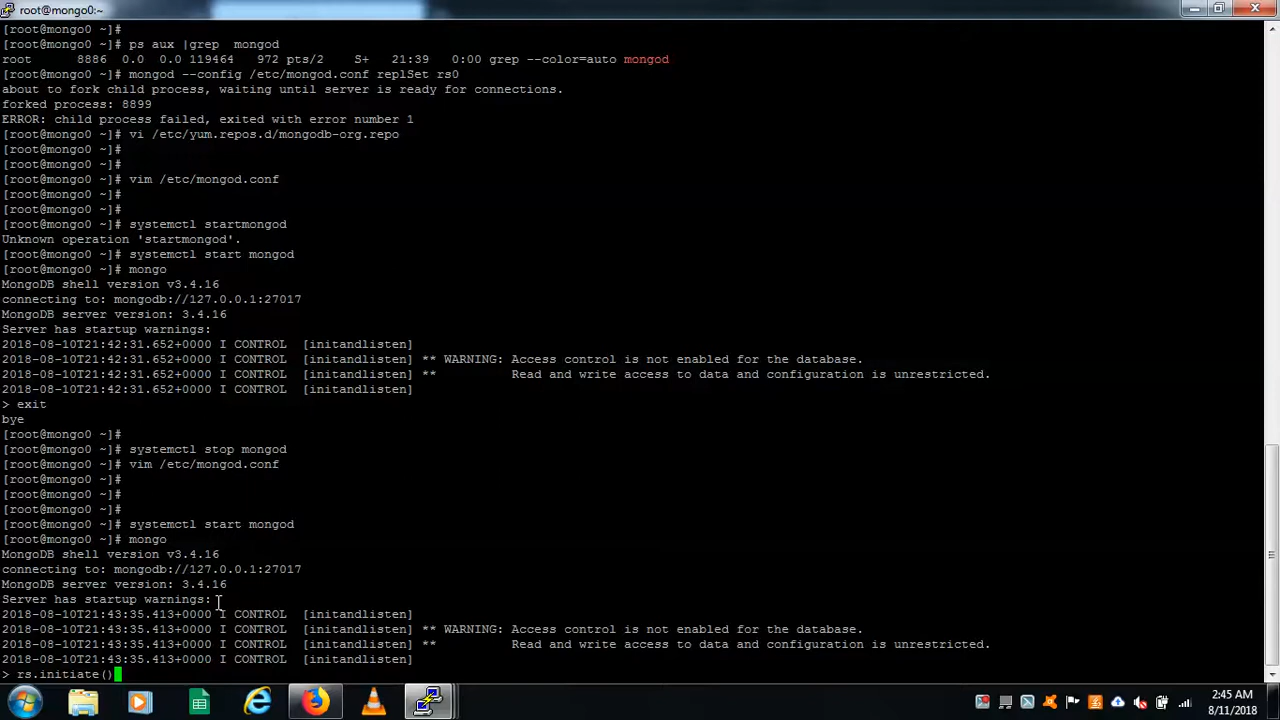 root@mongo0:~
[root@mongo0 ~]#
[root@mongo0 ~]# ps aux |grep  mongod
root      8886  0.0  0.0 119464   972 pts/2    S+   21:39   0:00 grep --color=auto mongod
[root@mongo0 ~]# mongod --config /etc/mongod.conf replSet rs0
about to fork child process, waiting until server is ready for connections.
forked process: 8899
ERROR: child process failed, exited with error number 1
[root@mongo0 ~]# vi /etc/yum.repos.d/mongodb-org.repo
[root@mongo0 ~]#
[root@mongo0 ~]#
[root@mongo0 ~]# vim /etc/mongod.conf
[root@mongo0 ~]#
[root@mongo0 ~]#
[root@mongo0 ~]# systemctl startmongod
Unknown operation 'startmongod'.
[root@mongo0 ~]# systemctl start mongod
[root@mongo0 ~]# mongo
MongoDB shell version v3.4.16
connecting to: mongodb://127.0.0.1:27017
MongoDB server version: 3.4.16
Server has startup warnings:
2018-08-10T21:42:31.652+0000 I CONTROL  [initandlisten]
2018-08-10T21:42:31.652+0000 I CONTROL  [initandlisten] ** WARNING: Access control is not enabled for the database.
2018-08-10T21:42:31.652+0000 I CONTROL  [initandlisten] **          Read and write access to data and configuration is unrestricted.
2018-08-10T21:42:31.652+0000 I CONTROL  [initandlisten]
> exit
bye
[root@mongo0 ~]#
[root@mongo0 ~]# systemctl stop mongod
[root@mongo0 ~]# vim /etc/mongod.conf
[root@mongo0 ~]#
[root@mongo0 ~]#
[root@mongo0 ~]#
[root@mongo0 ~]# systemctl start mongod
[root@mongo0 ~]# mongo
MongoDB shell version v3.4.16
connecting to: mongodb://127.0.0.1:27017
MongoDB server version: 3.4.16
Server has startup warnings:
2018-08-10T21:43:35.413+0000 I CONTROL  [initandlisten]
2018-08-10T21:43:35.413+0000 I CONTROL  [initandlisten] ** WARNING: Access control is not enabled for the database.
2018-08-10T21:43:35.413+0000 I CONTROL  [initandlisten] **          Read and write access to data and configuration is unrestricted.
2018-08-10T21:43:35.413+0000 I CONTROL  [initandlisten]
> rs.initiate()
2:45 AM
8/11/2018